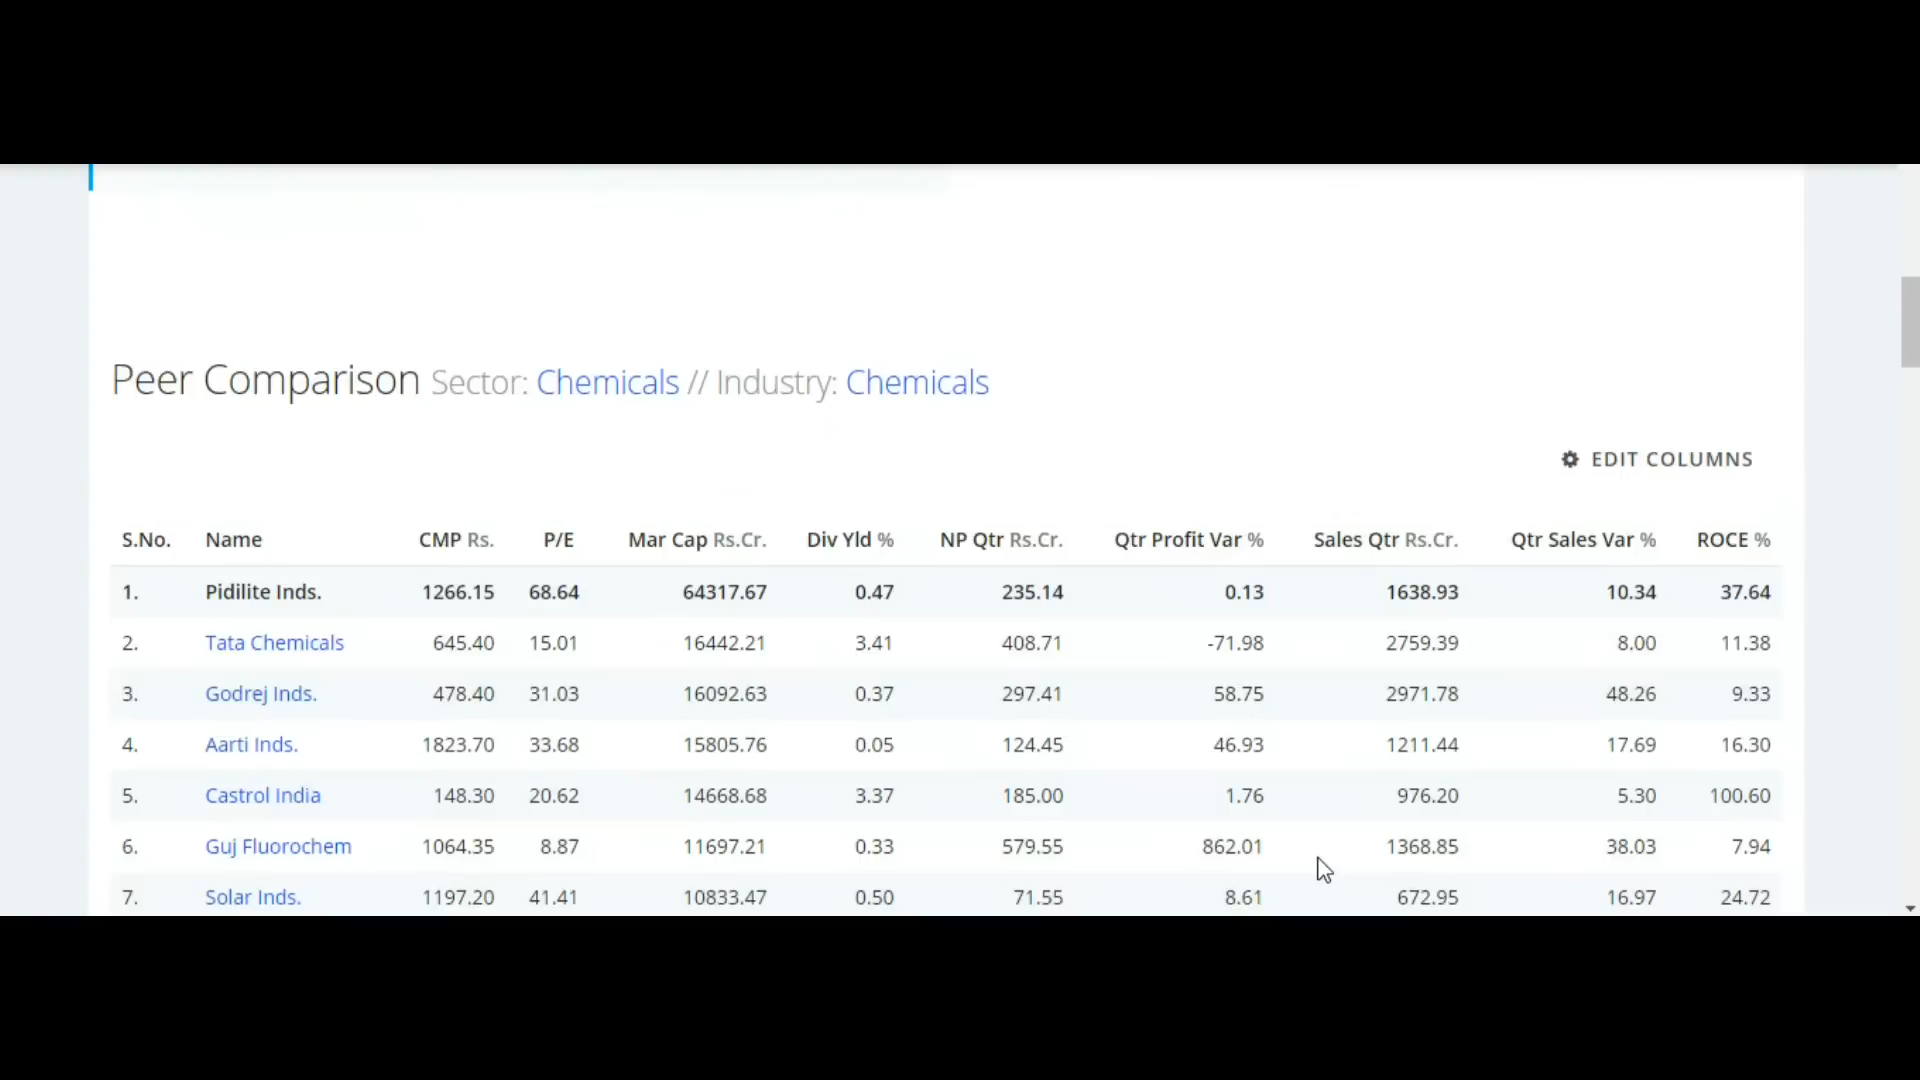 Peer Comparison Sector: Chemicals // Industry: Chemicals
EDIT COLUMNS
S.No. Name CMP Rs. P/E Mar Cap Rs.Cr. Div Yld % NP Qtr Rs.Cr. Qtr Profit Var % Sales Qtr Rs.Cr. Qtr Sales Var % ROCE %
1. Pidilite Inds. 1266.15 68.64 64317.67 0.47 235.14 0.13 1638.93 10.34 37.64
2. Tata Chemicals 645.40 15.01 16442.21 3.41 408.71 -71.98 2759.39 8.00 11.38
3. Godrej Inds. 478.40 31.03 16092.63 0.37 297.41 58.75 2971.78 48.26 9.33
4. Aarti Inds. 1823.70 33.68 15805.76 0.05 124.45 46.93 1211.44 17.69 16.30
5. Castrol India 148.30 20.62 14668.68 3.37 185.00 1.76 976.20 5.30 100.60
6. Guj Fluorochem 1064.35 8.87 11697.21 0.33 579.55 862.01 1368.85 38.03 7.94
7. Solar Inds. 1197.20 41.41 10833.47 0.50 71.55 8.61 672.95 16.97 24.72